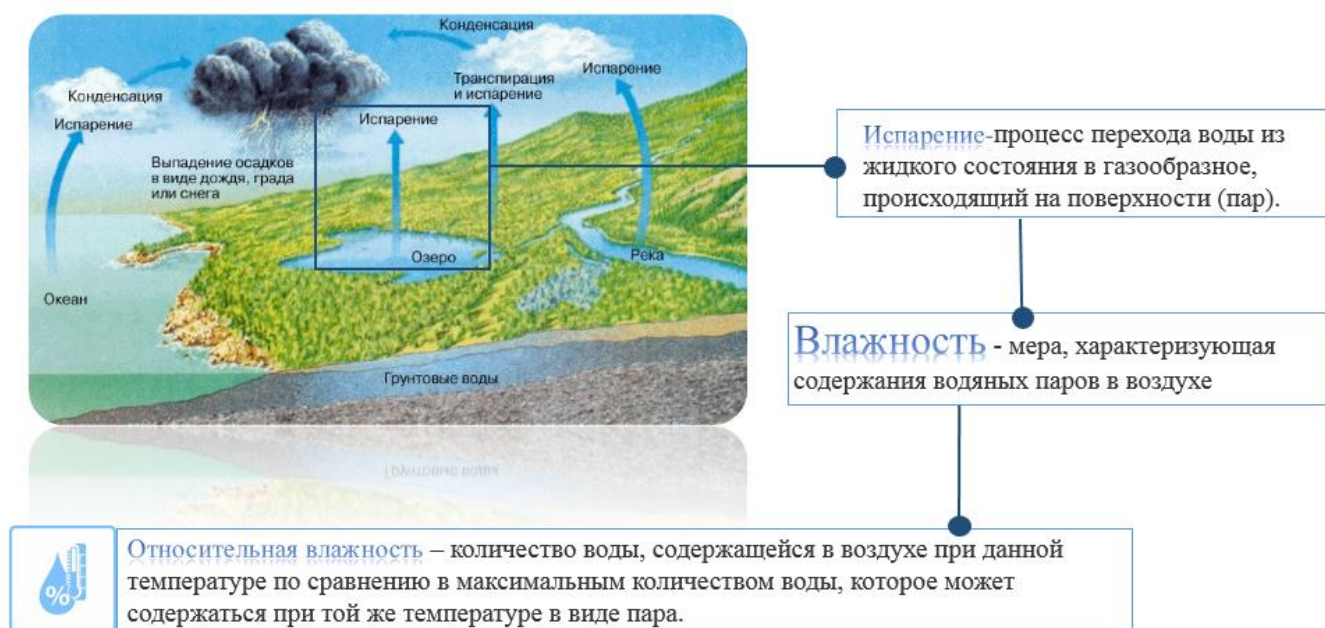 Конденсация
Конденсация
Испарение
Транспирация
и испарение
Испарение
Испарение
Выпадение осадков
в виде дождя, града
или снега
Океан
Озеро
Река
Грунтовые воды
Испарение-процесс перехода воды из
жидкого состояния в газообразное,
происходящий на поверхности (пар).
Влажность - мера, характеризующая
содержания водяных паров в воздухе
%
Относительная влажность – количество воды, содержащейся в воздухе при данной
температуре по сравнению в максимальным количеством воды, которое может
содержаться при той же температуре в виде пара.